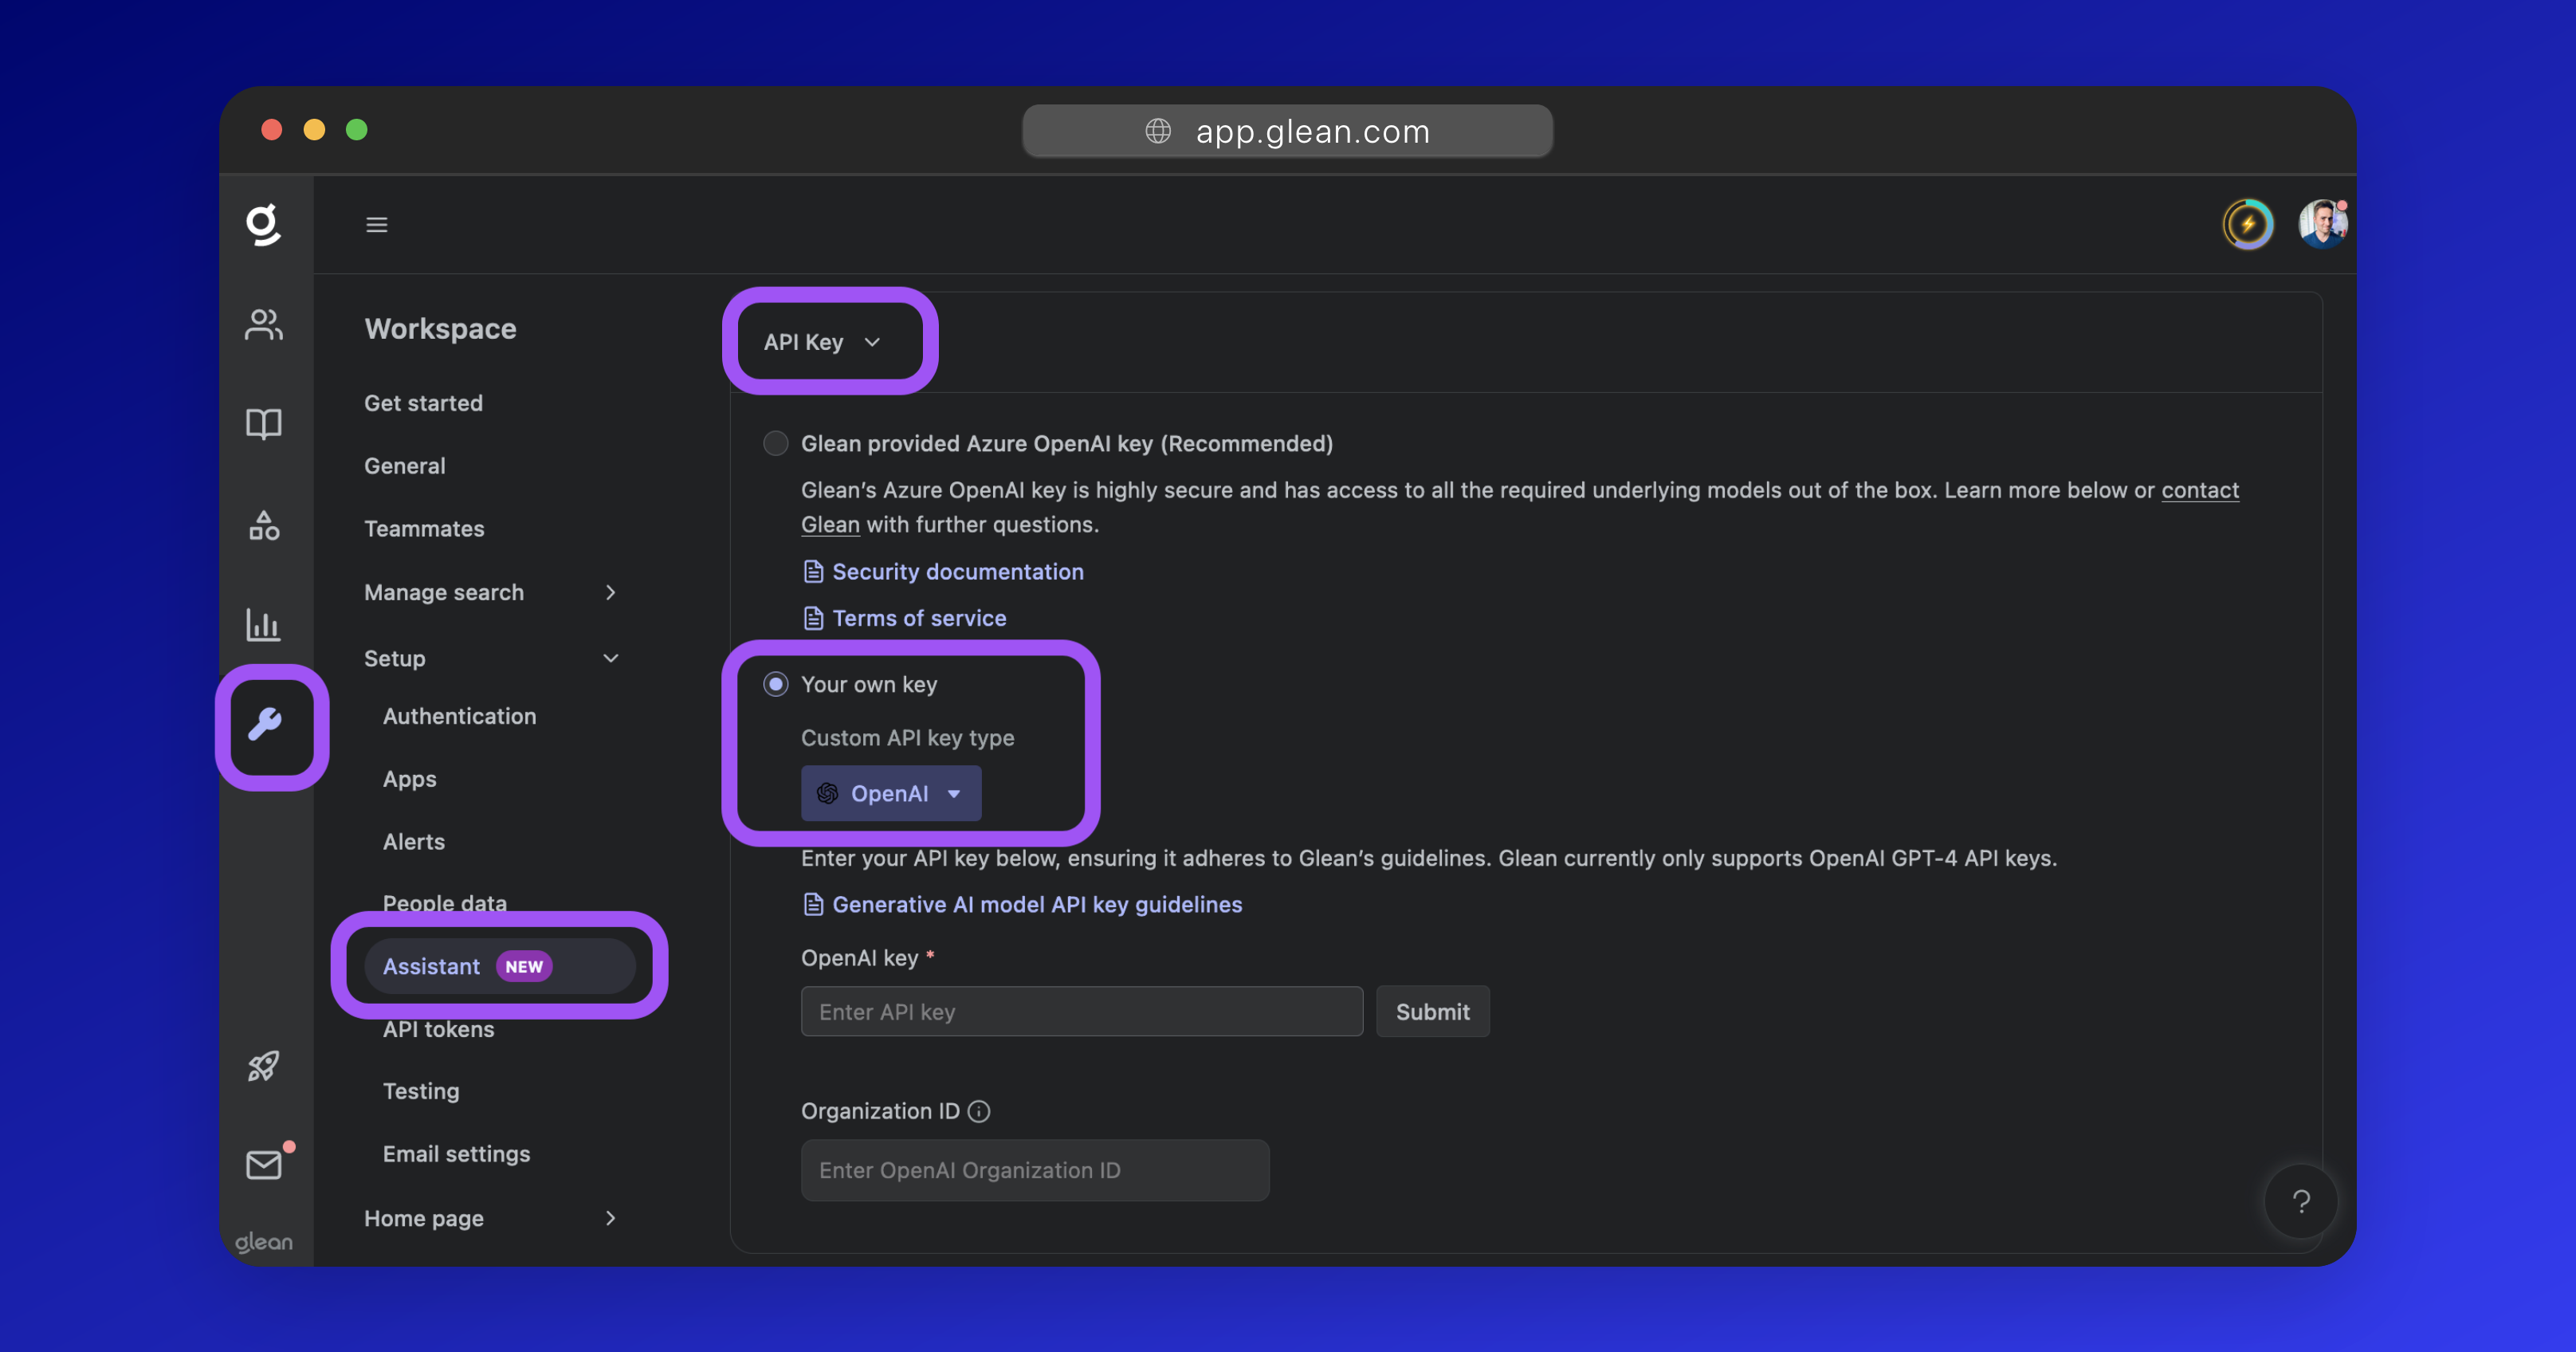 app.glean.com
Workspace
Get started
General
Teammates
Manage search
Setup
Authentication
Apps
Alerts
People data
Assistant NEW
API tokens
Testing
Email settings
Home page
glean
API Key
Glean provided Azure OpenAI key (Recommended)
Glean’s Azure OpenAI key is highly secure and has access to all the required underlying models out of the box. Learn more below or contact
Glean with further questions.
Security documentation
Terms of service
Your own key
Custom API key type
OpenAI
Enter your API key below, ensuring it adheres to Glean’s guidelines. Glean currently only supports OpenAI GPT-4 API keys.
Generative AI model API key guidelines
OpenAI key *
Enter API key Submit
Organization ID
Enter OpenAI Organization ID
?